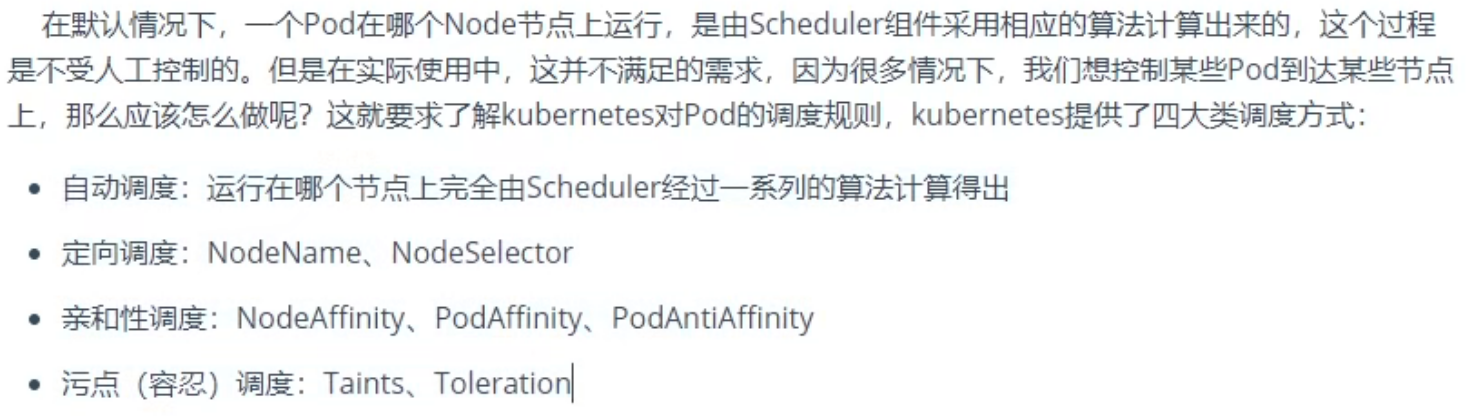 在默认情况下，一个Pod在哪个Node节点上运行，是由Scheduler组件采用相应的算法计算出来的，这个过程
是不受人工控制的。但是在实际使用中，这并不满足的需求，因为很多情况下，我们想控制某些Pod到达某些节点
上，那么应该怎么做呢？这就要求了解kubernetes对Pod的调度规则，kubernetes提供了四大类调度方式：
• 自动调度：运行在哪个节点上完全由Scheduler经过一系列的算法计算得出
• 定向调度：NodeName、NodeSelector
• 亲和性调度：NodeAffinity、PodAffinity、PodAntiAffinity
• 污点（容忍）调度：Taints、Toleration